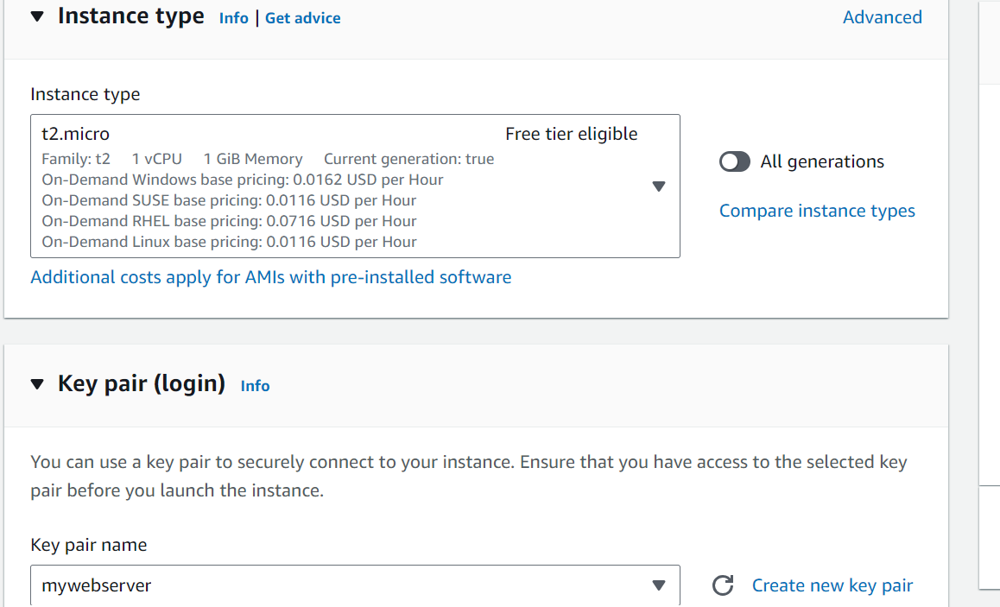 Instance type Info | Get advice Advanced
Instance type
t2.micro Free tier eligible
Family: t2 1 vCPU 1 GiB Memory Current generation: true
On-Demand Windows base pricing: 0.0162 USD per Hour
On-Demand SUSE base pricing: 0.0116 USD per Hour
On-Demand RHEL base pricing: 0.0716 USD per Hour
On-Demand Linux base pricing: 0.0116 USD per Hour
All generations
Compare instance types
Additional costs apply for AMIs with pre-installed software
Key pair (login) Info
You can use a key pair to securely connect to your instance. Ensure that you have access to the selected key
pair before you launch the instance.
Key pair name
mywebserver Create new key pair